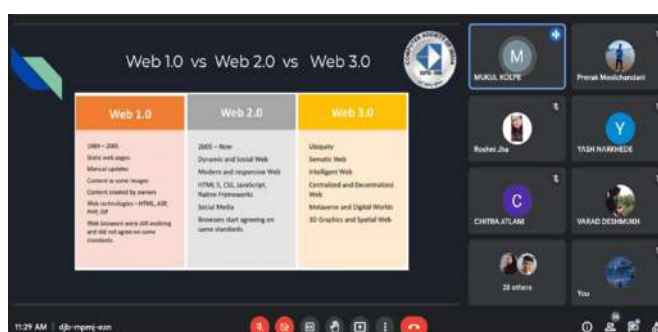 Web 1.0 vs Web 2.0 vs Web 3.0
COMPUTER SOCIETY OF INDIA
Web 1.0
1989 – 2005
Static web pages
Manual updates
Content w some images
Content created by owners
Web technologies – HTML, ASP,
PHP, JSP
Web browsers were still evolving
and did not agree on same
standards.
Web 2.0
2005 – Now
Dynamic and Social Web
Modern and responsive Web
HTML 5, CSS, JavaScript,
Native Frameworks
Social Media
Browsers start agreeing on
same standards.
Web 3.0
Ubiquity
Sematic Web
Intelligent Web
Centralized and Decentralized
Web
Metaverse and Digital Worlds
3D Graphics and Spatial Web
M
MUKUL KOLPE
Prerak Moolchandani
Roshni Jha
Y
YASH NARKHEDE
C
CHITRA ATLANI
VARAD DESHMUKH
28 others
You
11:29 AM | djb-mpmj-ezn